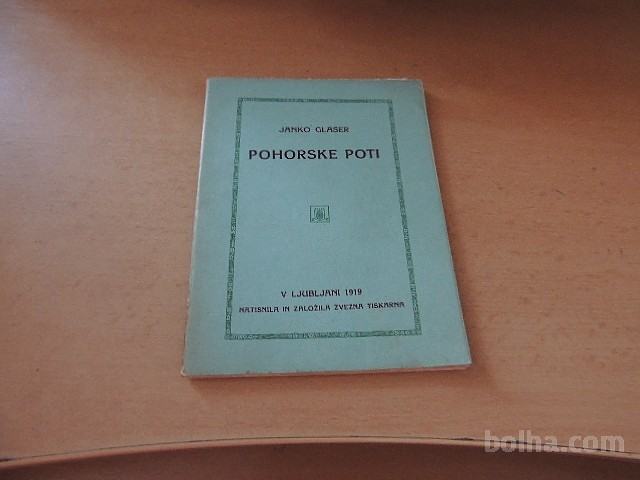 JANKO GLASER
POHORSKE POTI
V LJUBLJANI 1919
NATISNILA IN ZALOŽILA ZVEZNA TISKARNA
bolha.com